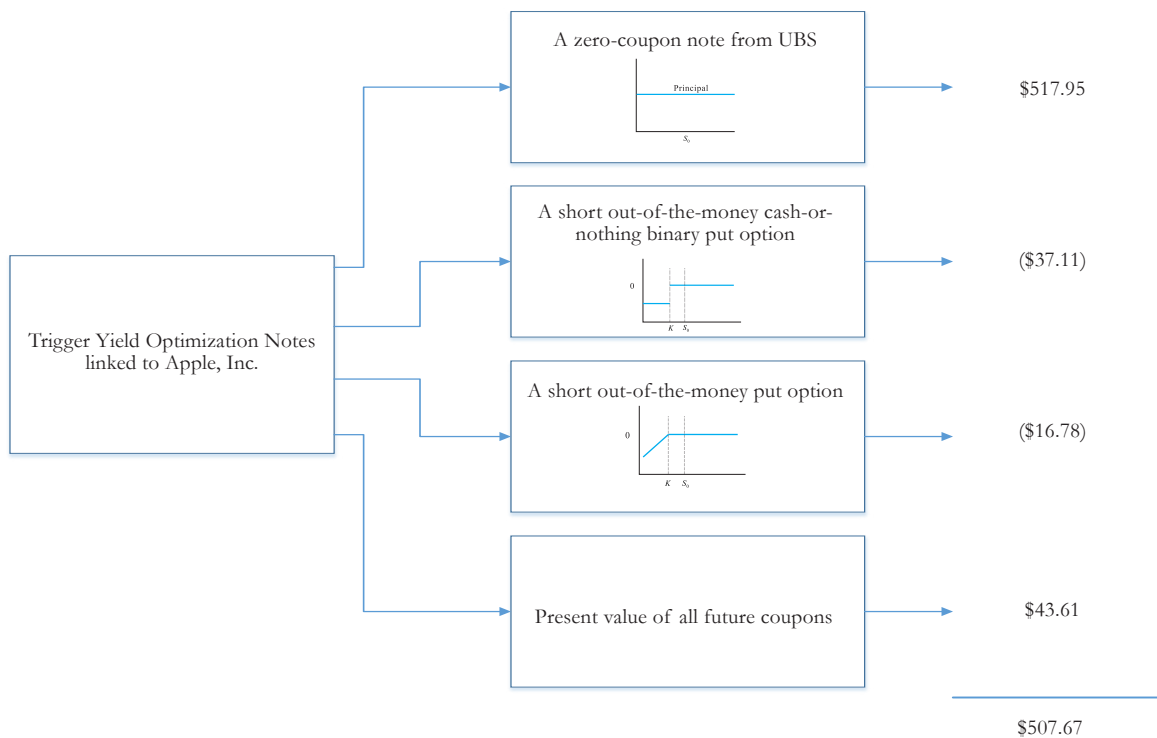 A zero-coupon note from UBS
Principal
S₀
$517.95
A short out-of-the-money cash-or-
nothing binary put option
0
K S₀
($37.11)
Trigger Yield Optimization Notes
linked to Apple, Inc.
A short out-of-the-money put option
0
K S₀
($16.78)
Present value of all future coupons
$43.61
$507.67